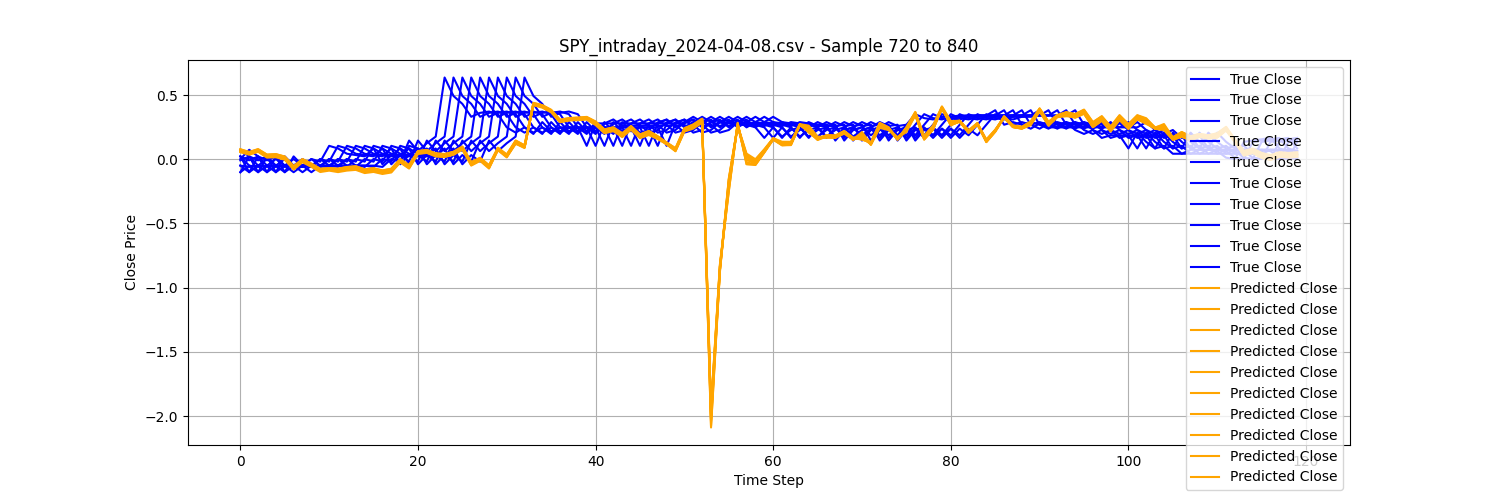 SPY_intraday_2024-04-08.csv - Sample 720 to 840
Close Price
0.5
0.0
−0.5
−1.0
−1.5
−2.0
True Close
True Close
True Close
True Close
True Close
True Close
True Close
True Close
True Close
True Close
Predicted Close
Predicted Close
Predicted Close
Predicted Close
Predicted Close
Predicted Close
Predicted Close
Predicted Close
Predicted Close
Predicted Close
0 20 40 60 80 100 120
Time Step